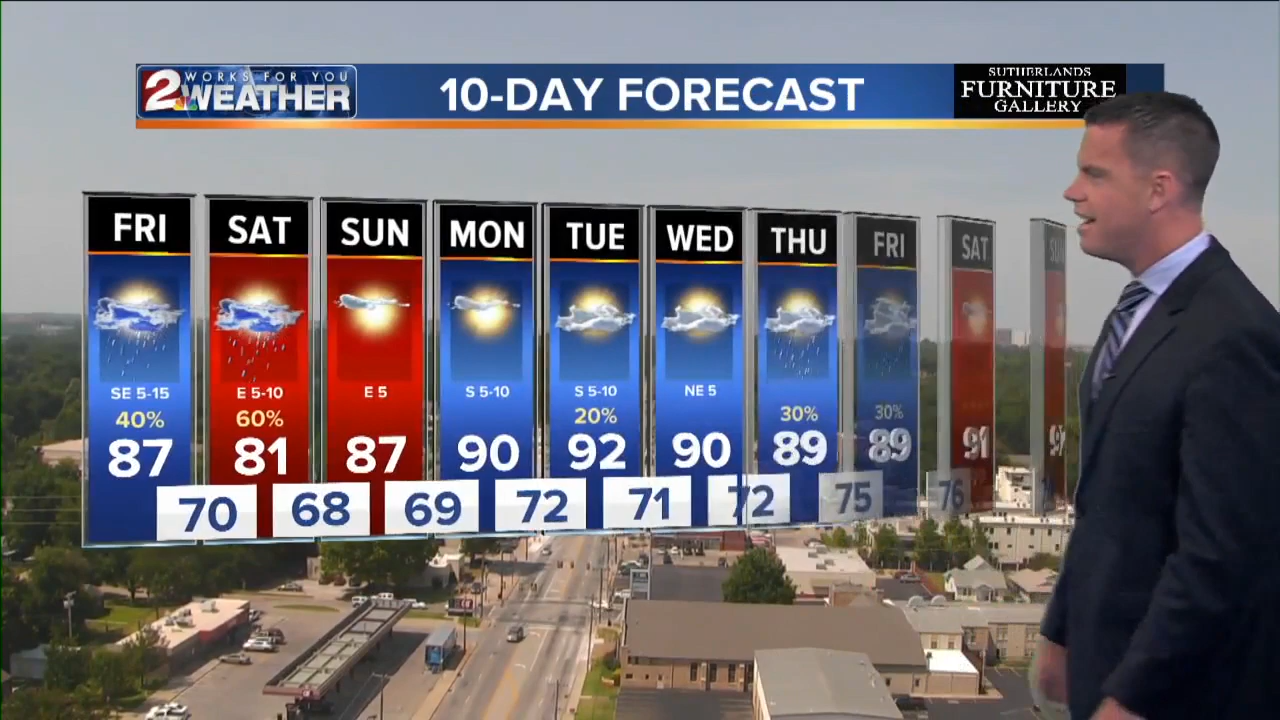 2 WORKS FOR YOU
WEATHER
10-DAY FORECAST
SUTHERLANDS
FURNITURE
GALLERY
FRI SAT SUN MON TUE WED THU FRI SAT SUN
SE 5-15 E 5-10 E 5 S 5-10 S 5-10 NE 5
40% 60% 20% 30% 30%
87 81 87 90 92 90 89 89 91
70 68 69 72 71 72 75 76